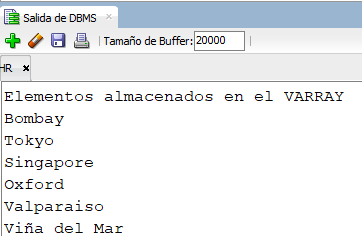 Salida de DBMS
Tamaño de Buffer: 20000
HR
Elementos almacenados en el VARRAY
Bombay
Tokyo
Singapore
Oxford
Valparaiso
Viña del Mar